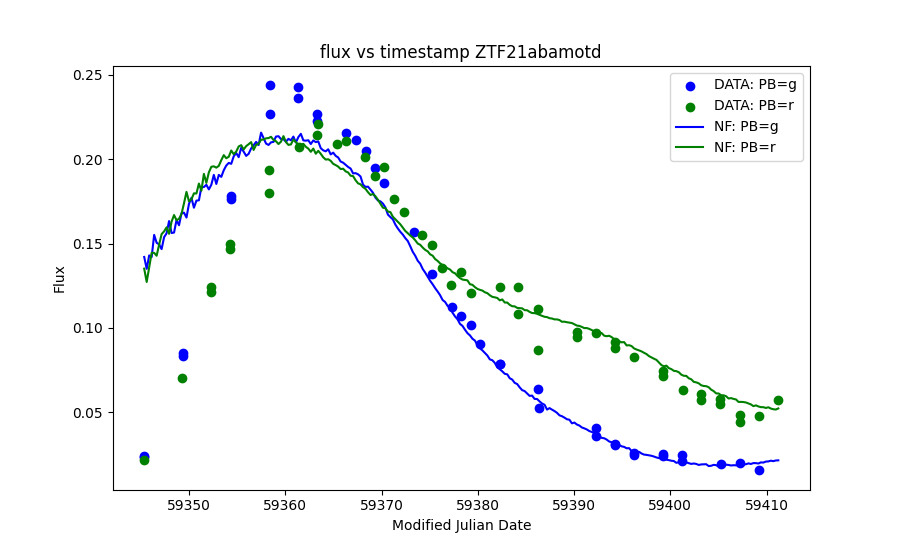 flux vs timestamp ZTF21abamotd
0.25
0.20
0.15
0.10
0.05
Flux
DATA: PB=g
DATA: PB=r
NF: PB=g
NF: PB=r
59350 59360 59370 59380 59390 59400 59410
Modified Julian Date